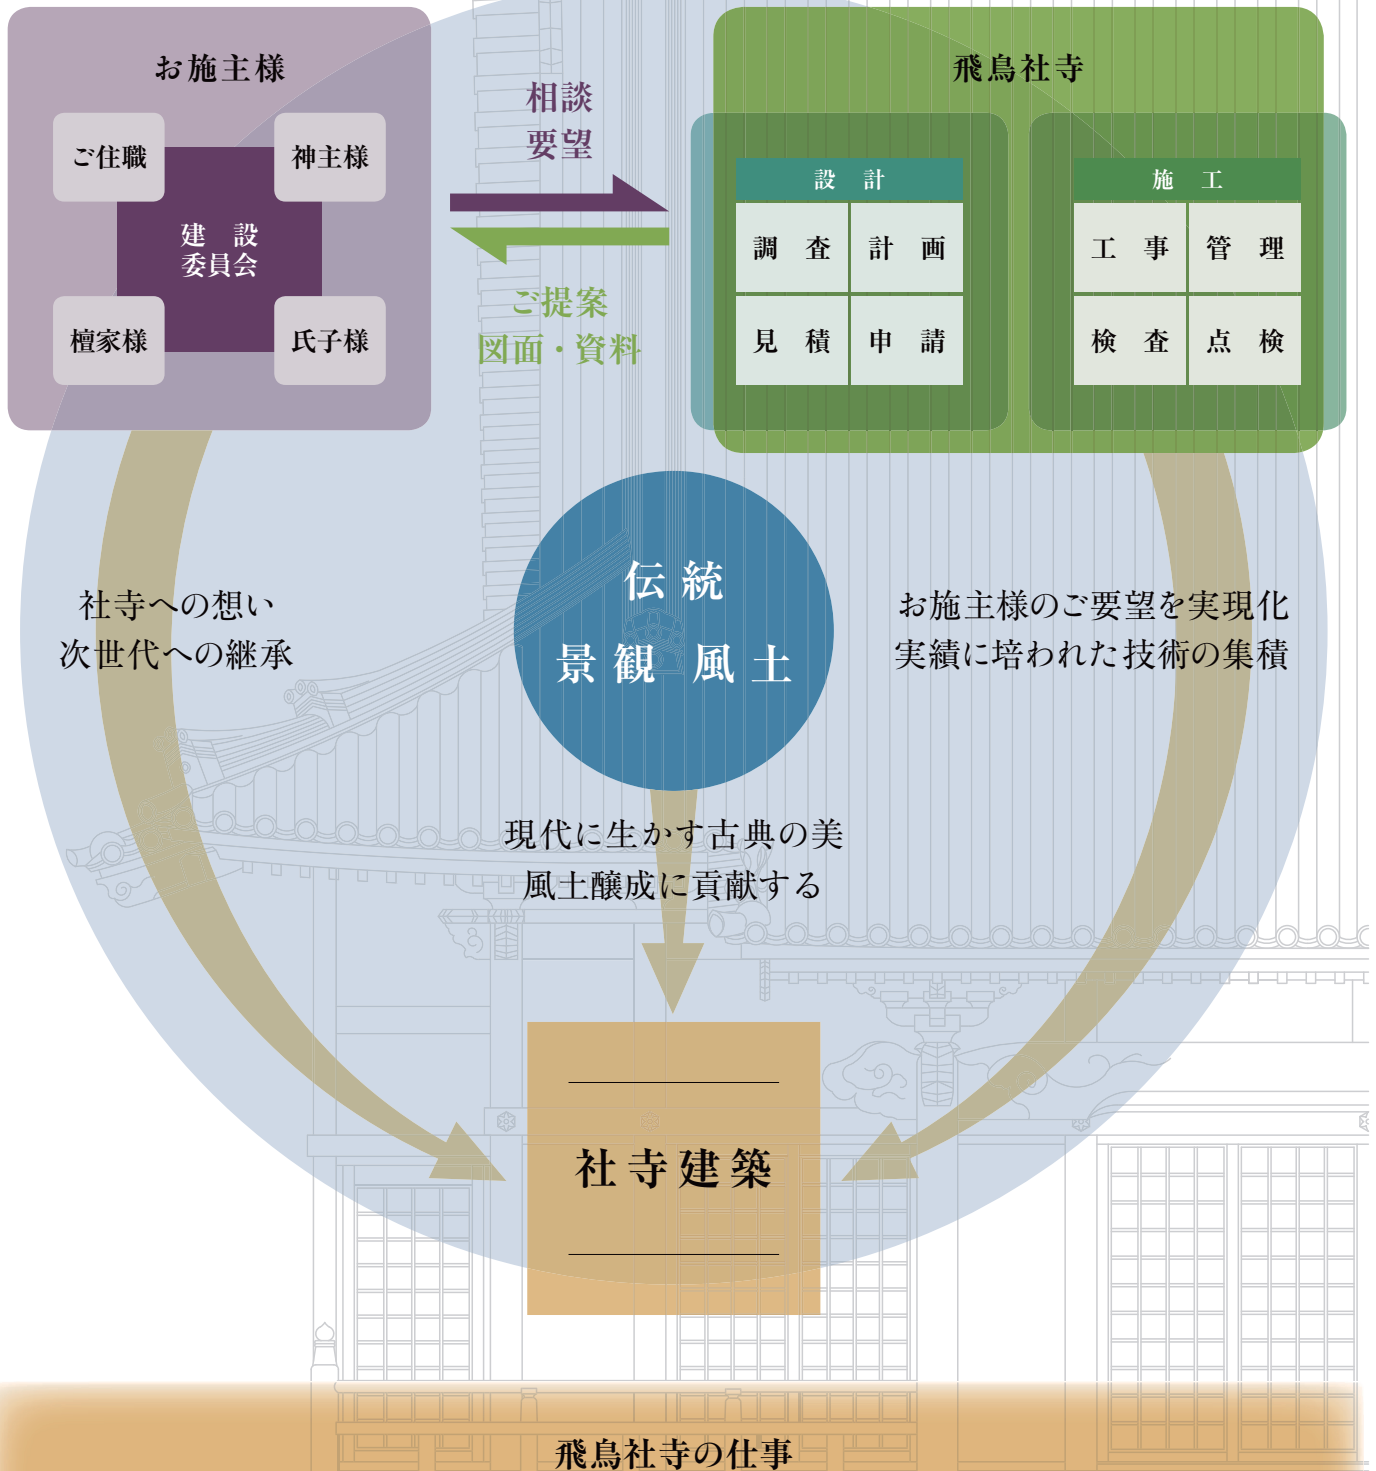 お施主様
ご住職
神主様
建設
委員会
檀家様
氏子様
相談
要望
ご提案
図面・資料
飛鳥社寺
設計
調査
計画
見積
申請
施工
工事
管理
検査
点検
伝統
景観 風土
社寺への想い
次世代への継承
お施主様のご要望を実現化
実績に培われた技術の集積
現代に生かす古典の美
風土醸成に貢献する
社寺建築
飛鳥社寺の仕事